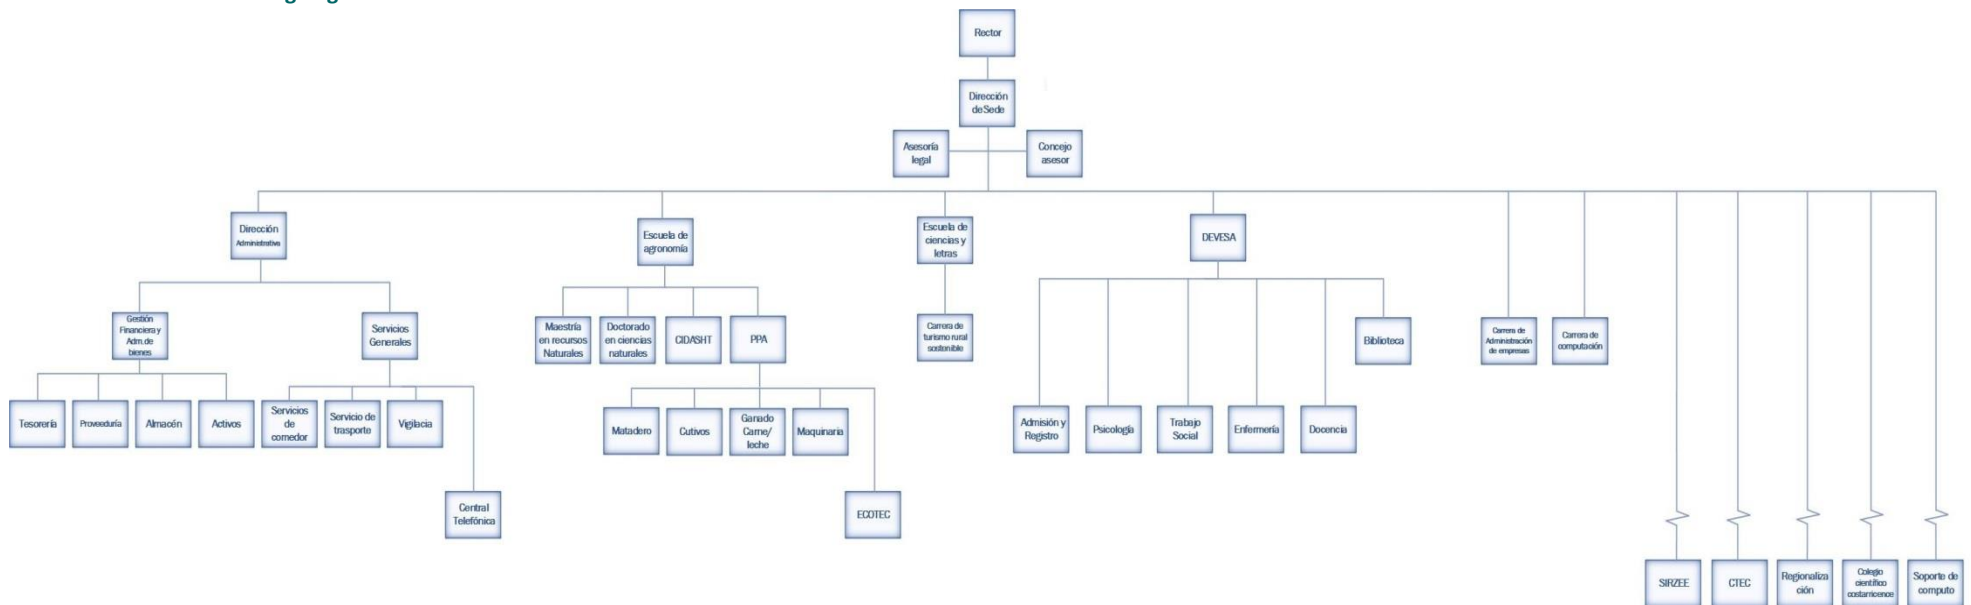 Rector
Dirección
de Sede
Asesoría
legal
Concejo
asesor
Dirección
Administrativa
Escuela de
agronomía
Escuela de
ciencias y
letras
DEVESA
Gestión
Financiera y
Adm. de
bienes
Servicios
Generales
Maestría
en recursos
Naturales
Doctorado
en ciencias
naturales
CIDASHT
PPA
Carrera de
turismo rural
sostenible
Biblioteca
Carrera de
Administración
de empresas
Carrera de
computación
Tesorería
Proveeduría
Almacén
Activos
Servicios
de
comedor
Servicio de
trasporte
Vigilacia
Matadero
Cutivos
Ganado
Carne/
leche
Maquinaria
Admisión y
Registro
Psicología
Trabajo
Social
Enfermería
Docencia
Central
Telefónica
ECOTEC
SIRZEE
CTEC
Regionaliza
ción
Colegio
científico
costarricence
Soporte de
computo